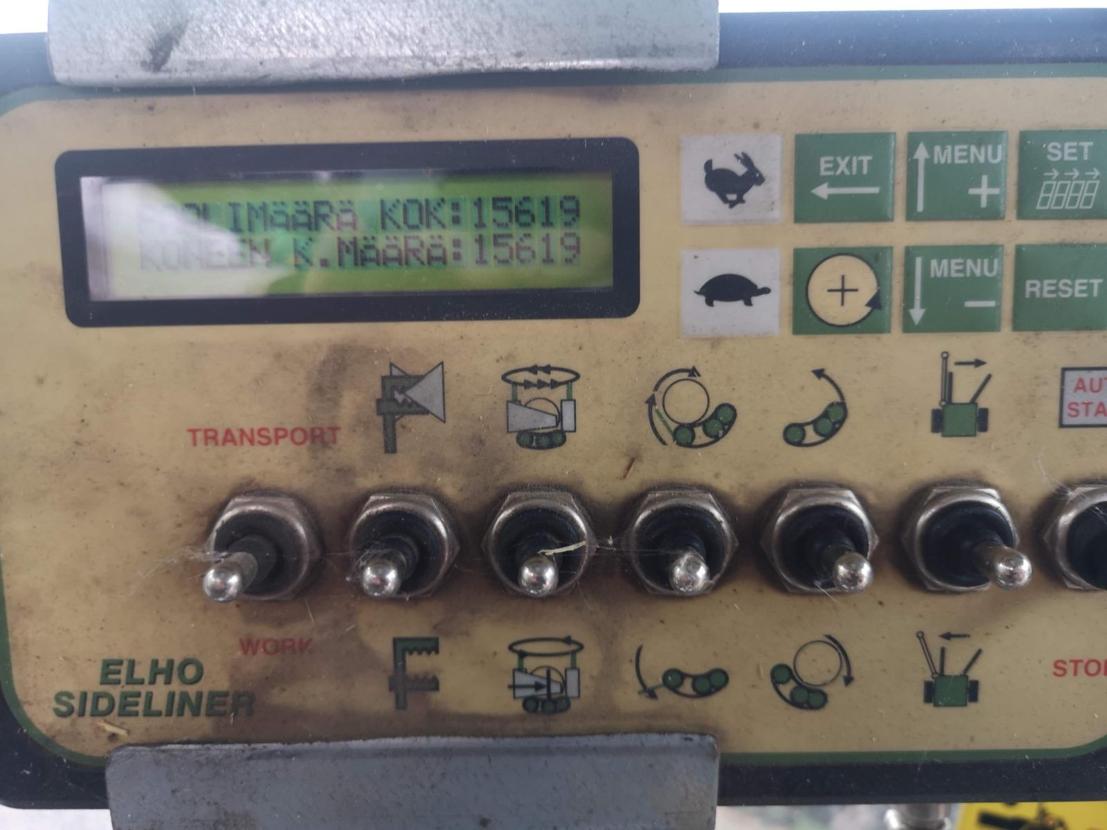 KOK:15619
KONEEN K.MÄÄRÄ:15619
EXIT
MENU
+
SET
MENU
−
RESET
TRANSPORT
WORK
ELHO
SIDELINER